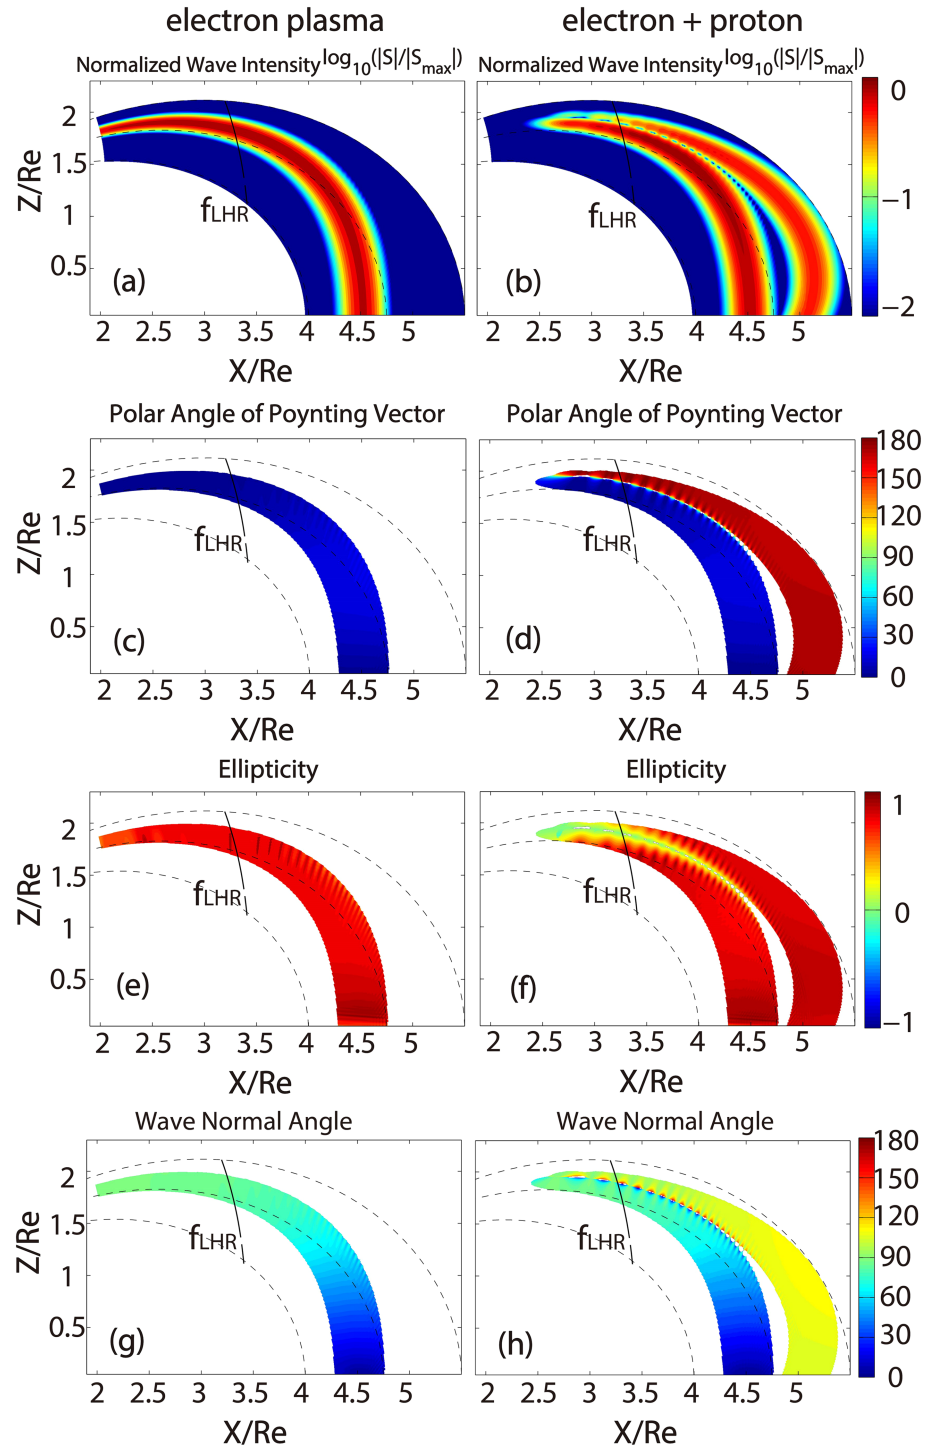 electron plasma electron + proton
Normalized Wave Intensity log10(|S|/|Smax|) Normalized Wave Intensity log10(|S|/|Smax|)
Z/Re
2
1.5
1
0.5
fLHR
(a)
2 2.5 3 3.5 4 4.5 5
X/Re
fLHR
(b)
2 2.5 3 3.5 4 4.5 5
X/Re
0
−1
−2
Polar Angle of Poynting Vector Polar Angle of Poynting Vector
Z/Re
2
1.5
1
0.5
fLHR
(c)
2 2.5 3 3.5 4 4.5 5
X/Re
fLHR
(d)
2 2.5 3 3.5 4 4.5 5
X/Re
180
150
120
90
60
30
0
Ellipticity Ellipticity
Z/Re
2
1.5
1
0.5
fLHR
(e)
2 2.5 3 3.5 4 4.5 5
X/Re
fLHR
(f)
2 2.5 3 3.5 4 4.5 5
X/Re
1
0
−1
Wave Normal Angle Wave Normal Angle
Z/Re
2
1.5
1
0.5
fLHR
(g)
2 2.5 3 3.5 4 4.5 5
X/Re
fLHR
(h)
2 2.5 3 3.5 4 4.5 5
X/Re
180
150
120
90
60
30
0